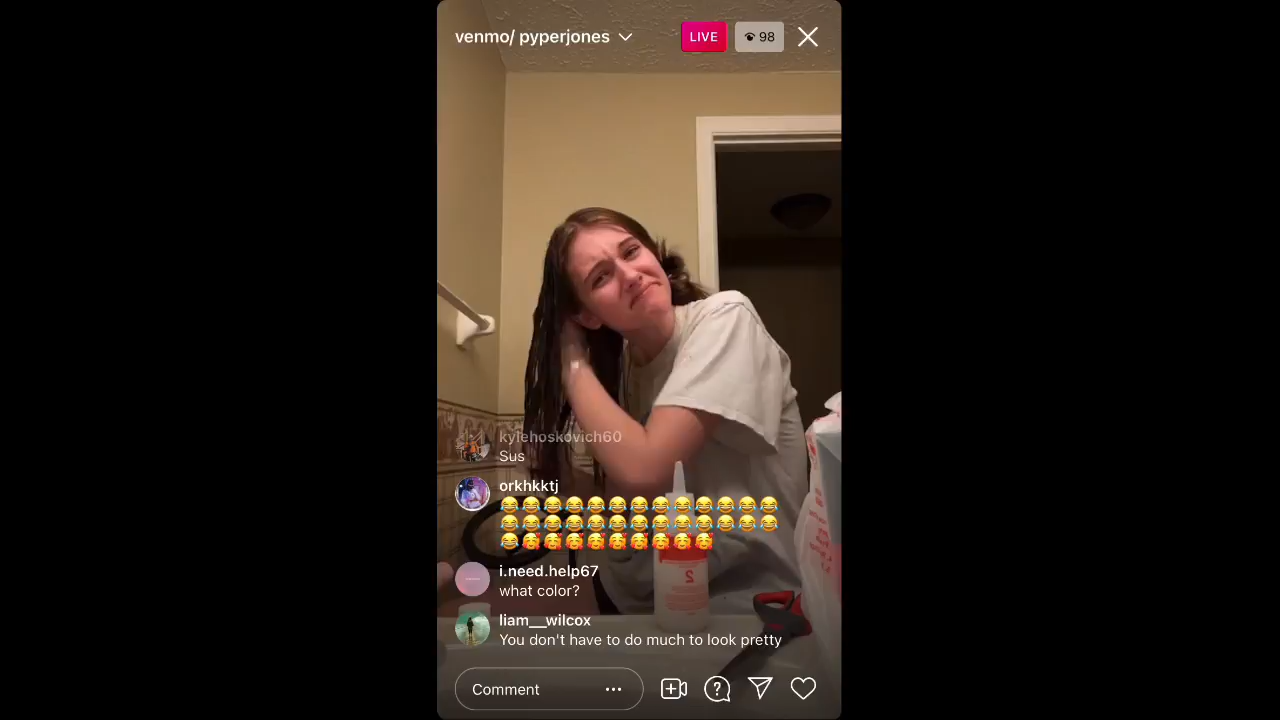 venmo/ pyperjones
LIVE
98
kylehoskovich60
Sus
orkhkktj
😂😂😂😂😂😂😂😂😂😂😂😂😂
😂😂😂😂😂😂😂😂😂😂😂😂😂
😂🥰🥰🥰🥰🥰🥰🥰🥰🥰
2
i.need.help67
what color?
liam__wilcox
You don't have to do much to look pretty
Comment